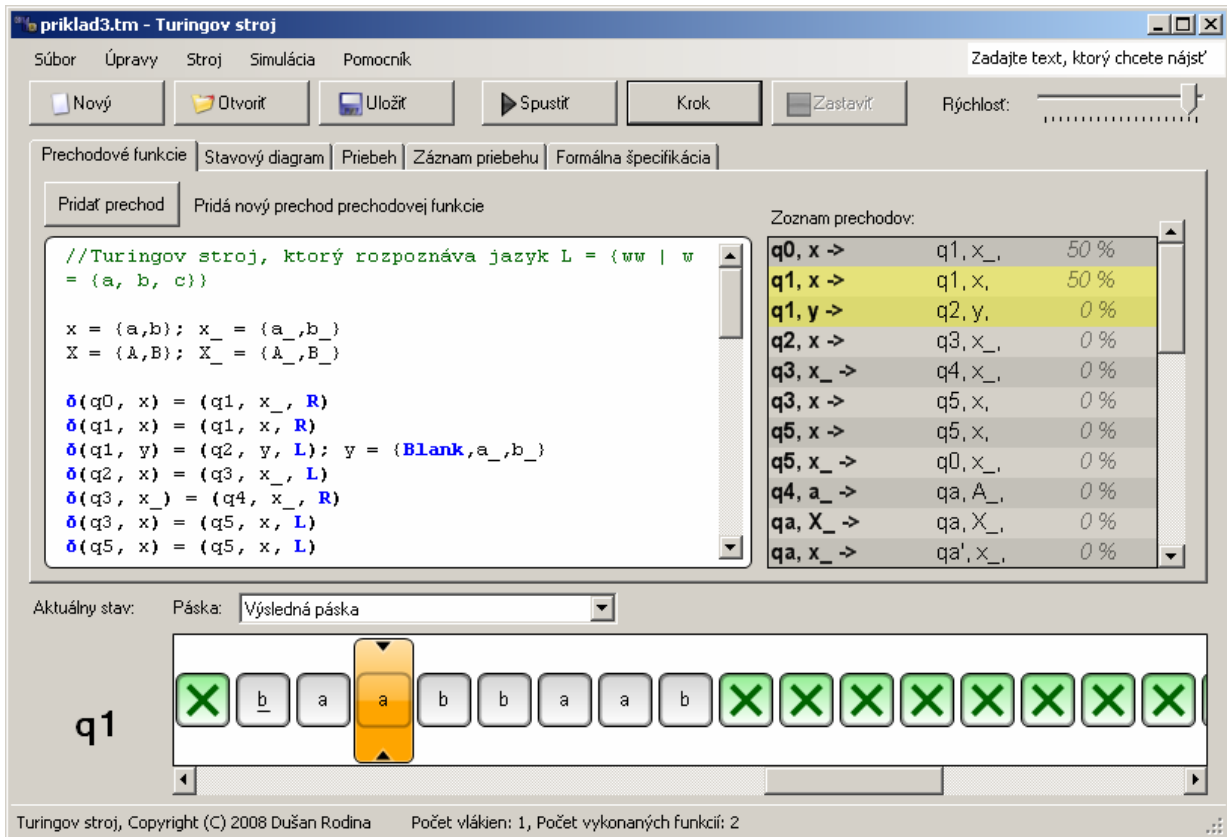 priklad3.tm - Turingov stroj
Súbor Úpravy Stroj Simulácia Pomocník Zadajte text, ktorý chcete nájsť
Nový Otvoriť Uložiť Spustiť Krok Zastaviť Rýchlosť:
Prechodové funkcie Stavový diagram Priebeh Záznam priebehu Formálna špecifikácia
Pridať prechod Pridá nový prechod prechodovej funkcie
//Turingov stroj, ktorý rozpoznáva jazyk L = {ww | w
= {a, b, c}}
x = {a,b}; x_ = {a_,b_}
X = {A,B}; X_ = {A_,B_}
δ(q0, x) = (q1, x_, R)
δ(q1, x) = (q1, x, R)
δ(q1, y) = (q2, y, L); y = {Blank,a_,b_}
δ(q2, x) = (q3, x_, L)
δ(q3, x_) = (q4, x_, R)
δ(q3, x) = (q5, x, L)
δ(q5, x) = (q5, x, L)
Zoznam prechodov:
q0, x -> q1, x_, 50 %
q1, x -> q1, x, 50 %
q1, y -> q2, y, 0 %
q2, x -> q3, x_, 0 %
q3, x_ -> q4, x_, 0 %
q3, x -> q5, x, 0 %
q5, x -> q5, x, 0 %
q5, x_ -> q0, x_, 0 %
q4, a_ -> qa, A_, 0 %
qa, X_ -> qa, X_, 0 %
qa, x_ -> qa', x_, 0 %
Aktuálny stav: Páska: Výsledná páska
q1
b a a b b a a b
Turingov stroj, Copyright (C) 2008 Dušan Rodina Počet vlákien: 1, Počet vykonaných funkcií: 2